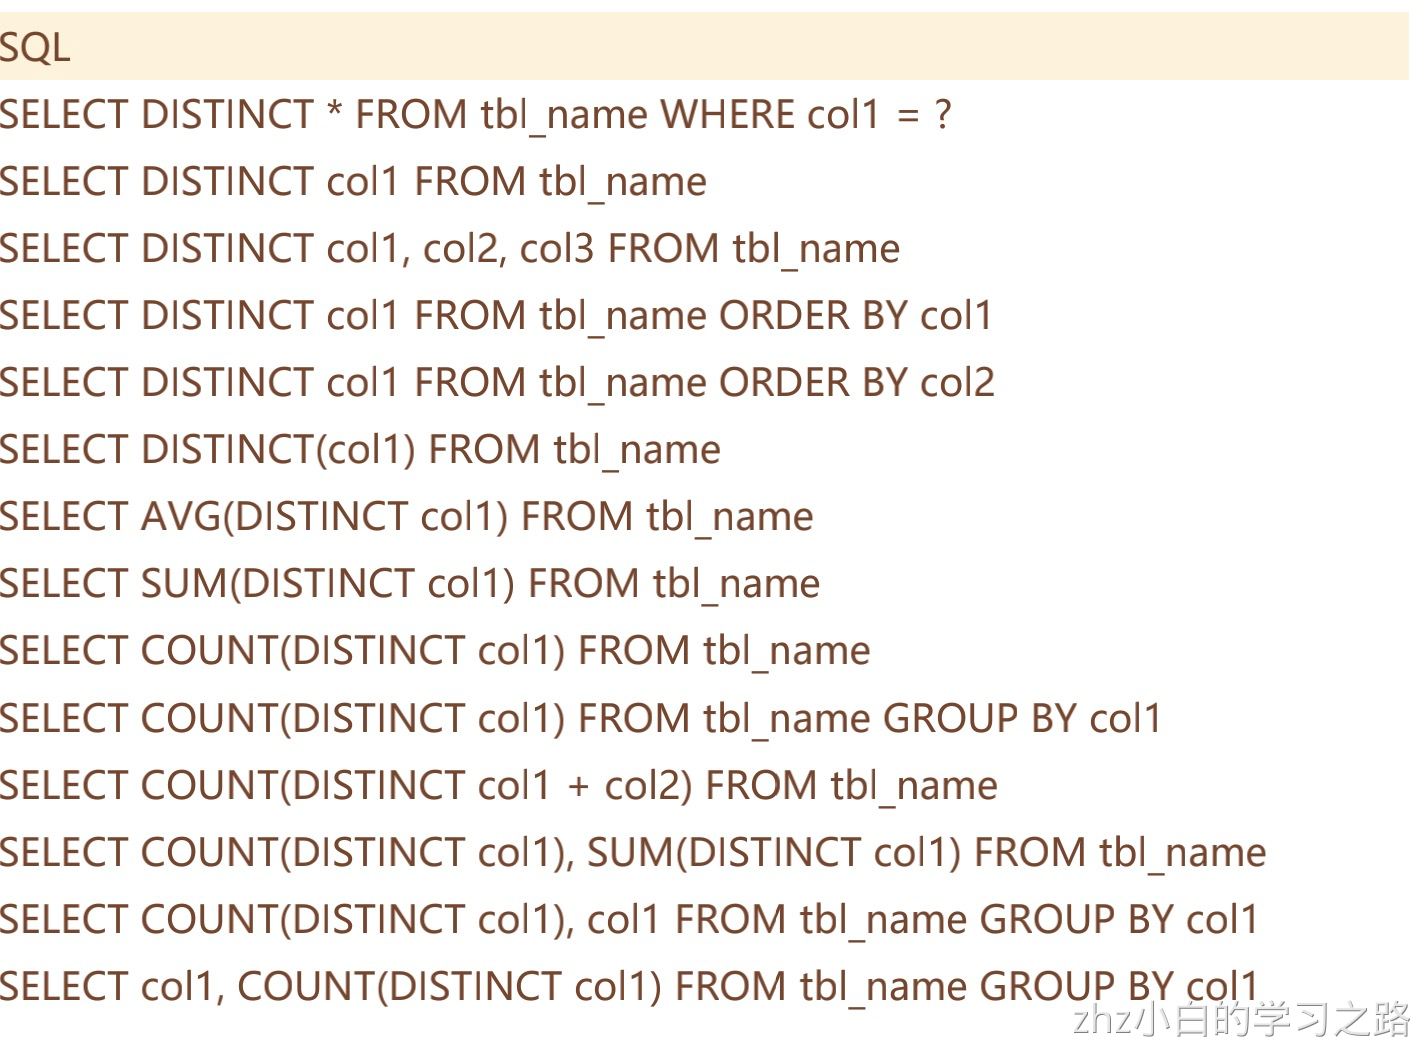 SQL
SELECT DISTINCT * FROM tbl_name WHERE col1 = ?
SELECT DISTINCT col1 FROM tbl_name
SELECT DISTINCT col1, col2, col3 FROM tbl_name
SELECT DISTINCT col1 FROM tbl_name ORDER BY col1
SELECT DISTINCT col1 FROM tbl_name ORDER BY col2
SELECT DISTINCT(col1) FROM tbl_name
SELECT AVG(DISTINCT col1) FROM tbl_name
SELECT SUM(DISTINCT col1) FROM tbl_name
SELECT COUNT(DISTINCT col1) FROM tbl_name
SELECT COUNT(DISTINCT col1) FROM tbl_name GROUP BY col1
SELECT COUNT(DISTINCT col1 + col2) FROM tbl_name
SELECT COUNT(DISTINCT col1), SUM(DISTINCT col1) FROM tbl_name
SELECT COUNT(DISTINCT col1), col1 FROM tbl_name GROUP BY col1
SELECT col1, COUNT(DISTINCT col1) FROM tbl_name GROUP BY col1
zhz小白的学习之路